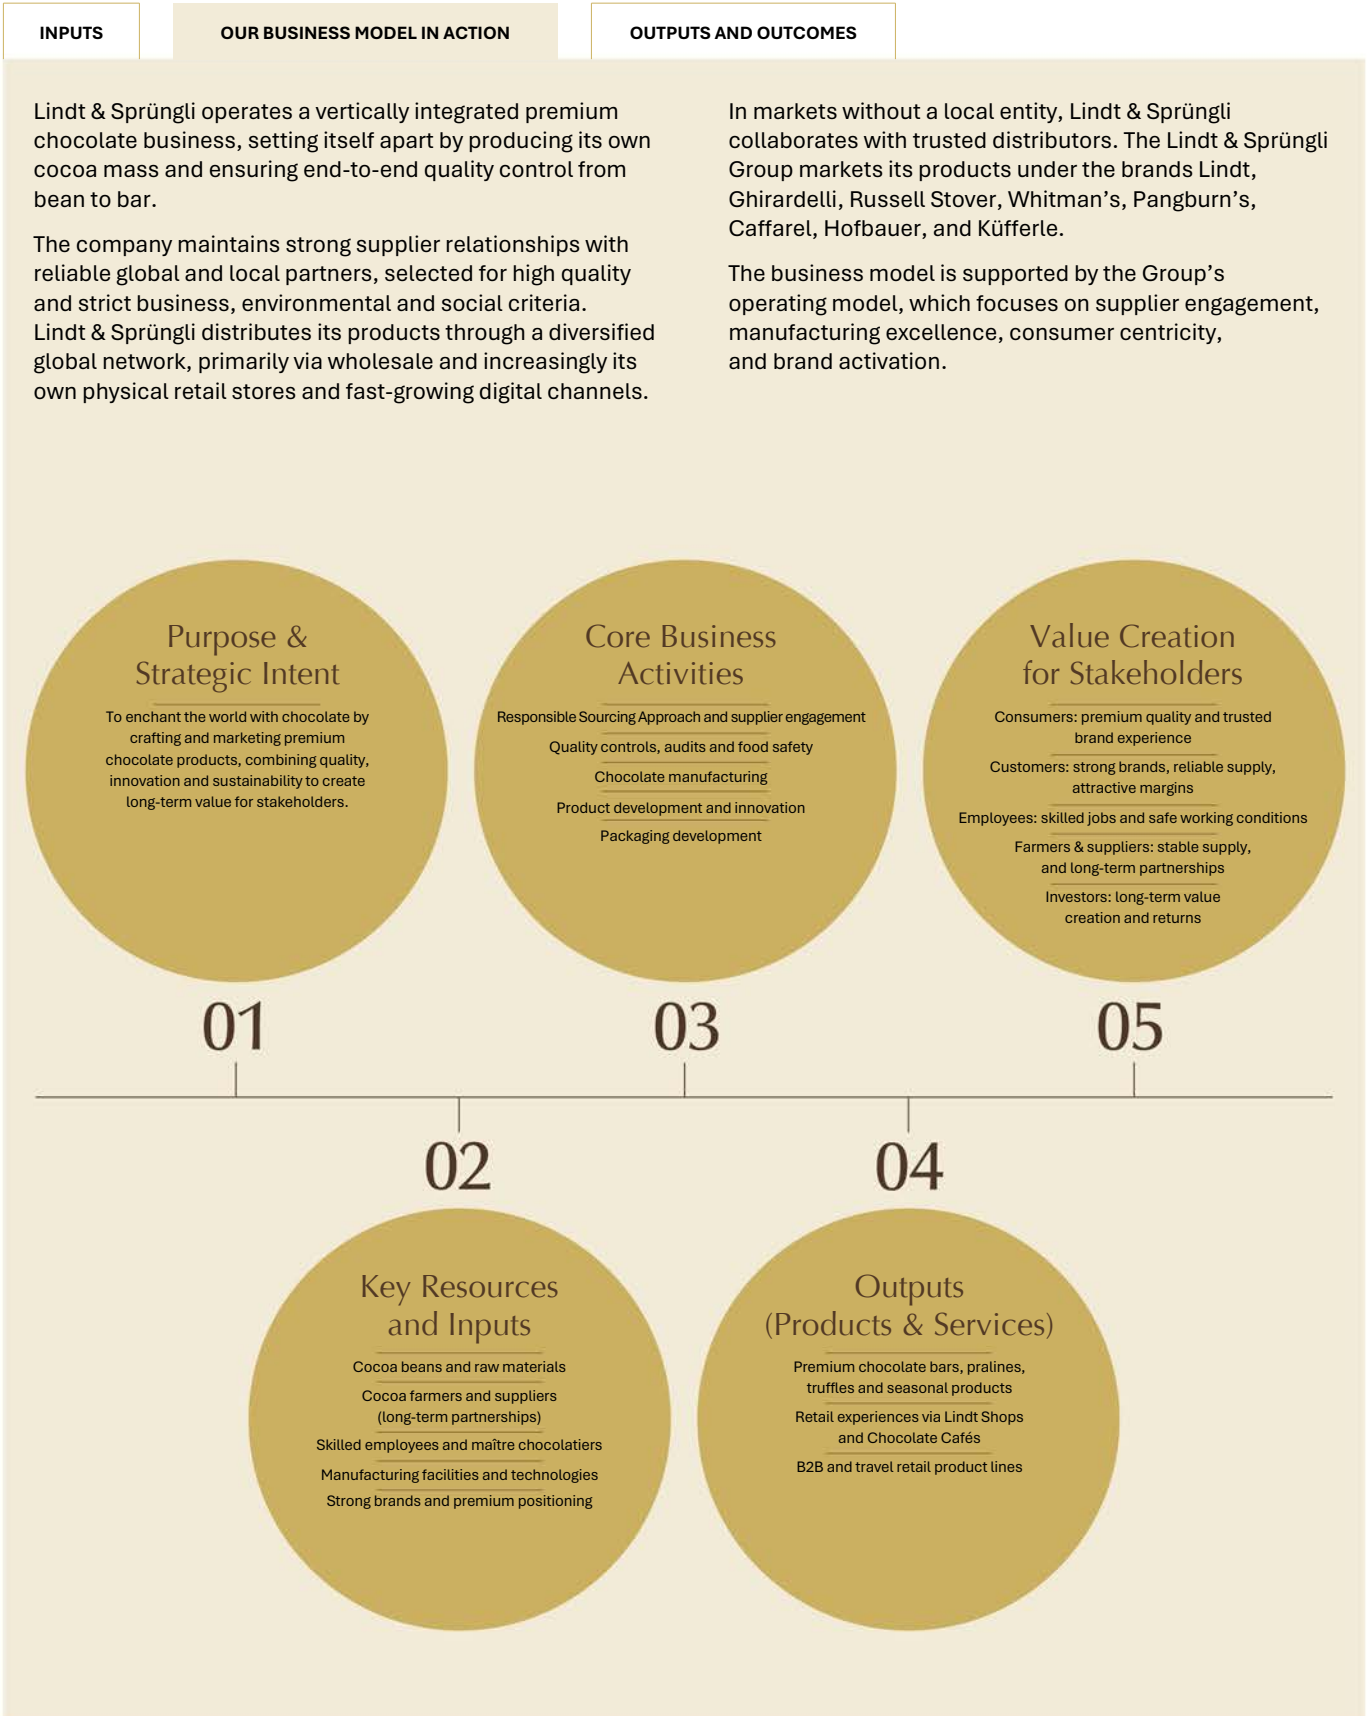 INPUTS
OUR BUSINESS MODEL IN ACTION
OUTPUTS AND OUTCOMES
Lindt & Sprüngli operates a vertically integrated premium
chocolate business, setting itself apart by producing its own
cocoa mass and ensuring end-to-end quality control from
bean to bar.
The company maintains strong supplier relationships with
reliable global and local partners, selected for high quality
and strict business, environmental and social criteria.
Lindt & Sprüngli distributes its products through a diversified
global network, primarily via wholesale and increasingly its
own physical retail stores and fast-growing digital channels.
In markets without a local entity, Lindt & Sprüngli
collaborates with trusted distributors. The Lindt & Sprüngli
Group markets its products under the brands Lindt,
Ghirardelli, Russell Stover, Whitman’s, Pangburn’s,
Caffarel, Hofbauer, and Küfferle.
The business model is supported by the Group’s
operating model, which focuses on supplier engagement,
manufacturing excellence, consumer centricity,
and brand activation.
Purpose &
Strategic Intent
To enchant the world with chocolate by
crafting and marketing premium
chocolate products, combining quality,
innovation and sustainability to create
long-term value for stakeholders.
01
Key Resources
and Inputs
Cocoa beans and raw materials
Cocoa farmers and suppliers
(long-term partnerships)
Skilled employees and maître chocolatiers
Manufacturing facilities and technologies
Strong brands and premium positioning
02
Core Business
Activities
Responsible Sourcing Approach and supplier engagement
Quality controls, audits and food safety
Chocolate manufacturing
Product development and innovation
Packaging development
03
Outputs
(Products & Services)
Premium chocolate bars, pralines,
truffles and seasonal products
Retail experiences via Lindt Shops
and Chocolate Cafés
B2B and travel retail product lines
04
Value Creation
for Stakeholders
Consumers: premium quality and trusted
brand experience
Customers: strong brands, reliable supply,
attractive margins
Employees: skilled jobs and safe working conditions
Farmers & suppliers: stable supply,
and long-term partnerships
Investors: long-term value
creation and returns
05